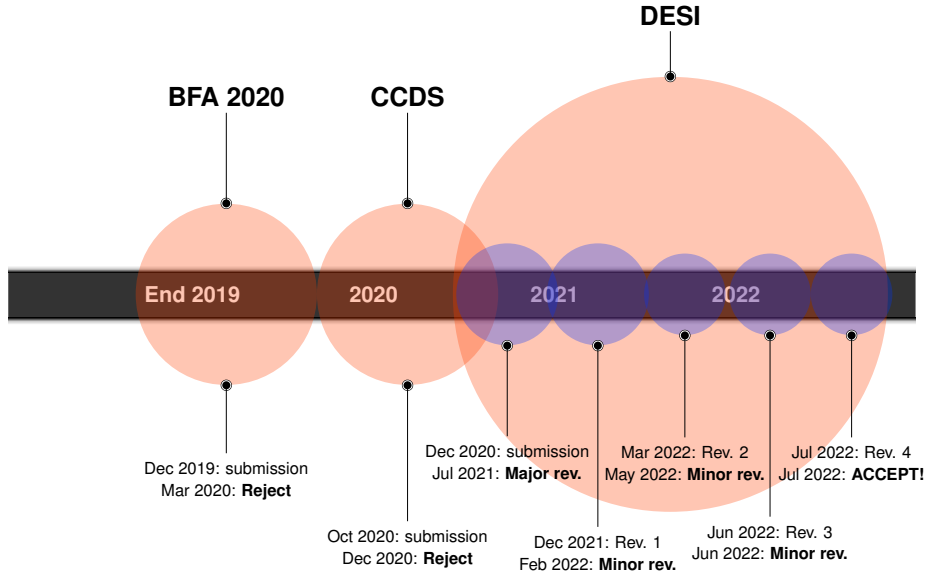 DESI
BFA 2020
CCDS
End 2019
2020
2021
2022
Dec 2019: submission
Mar 2020: Reject
Oct 2020: submission
Dec 2020: Reject
Dec 2020: submission
Jul 2021: Major rev.
Dec 2021: Rev. 1
Feb 2022: Minor rev.
Mar 2022: Rev. 2
May 2022: Minor rev.
Jun 2022: Rev. 3
Jun 2022: Minor rev.
Jul 2022: Rev. 4
Jul 2022: ACCEPT!